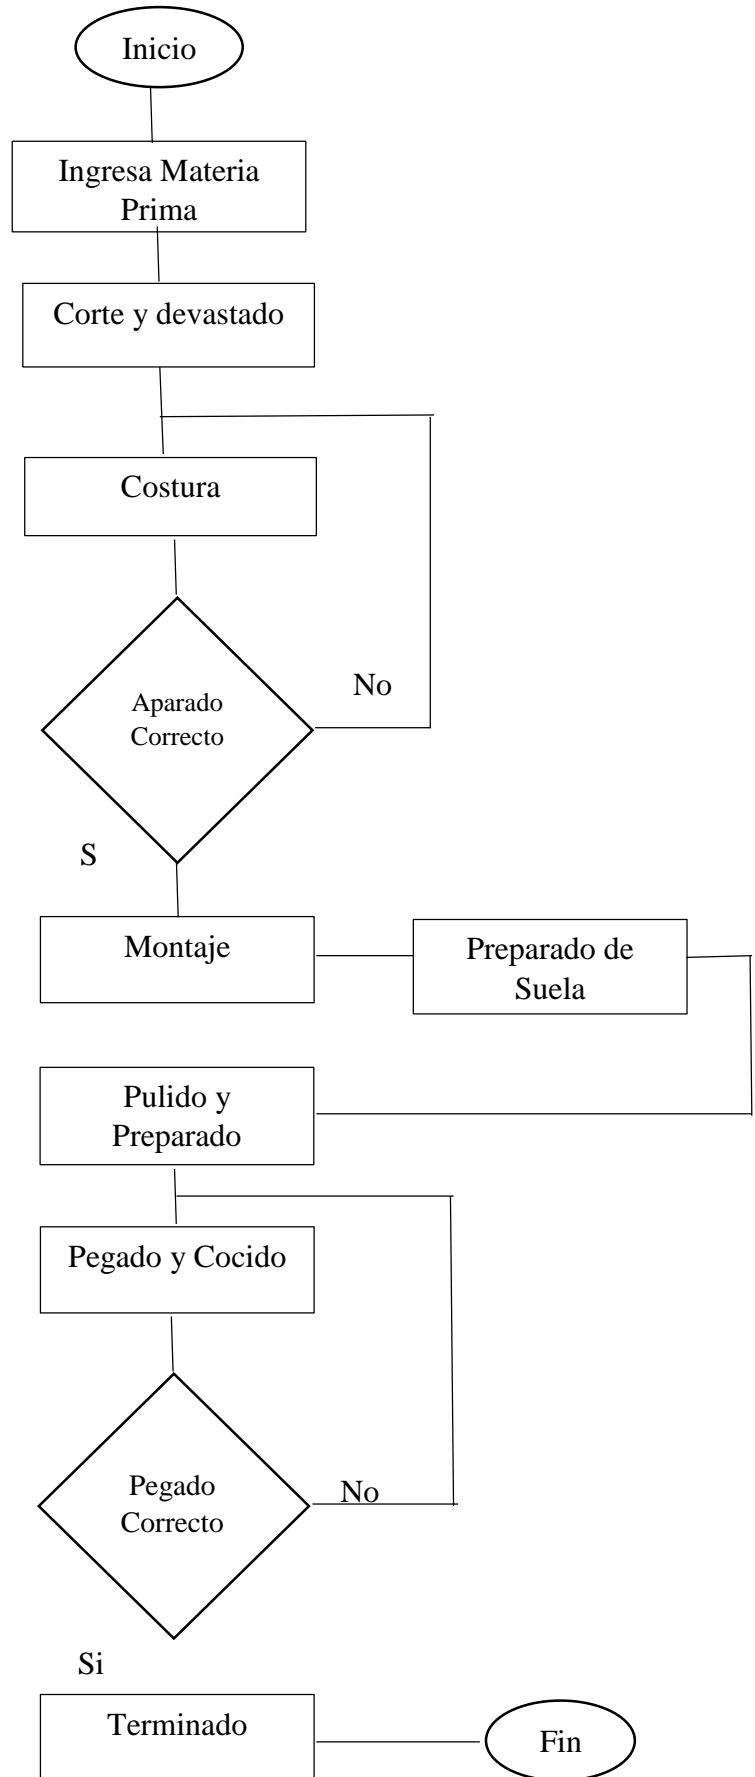 Inicio
Ingresa Materia
Prima
Corte y devastado
Costura
Aparado
Correcto
No
S
Montaje
Preparado de
Suela
Pulido y
Preparado
Pegado y Cocido
Pegado
Correcto
No
Si
Terminado
Fin